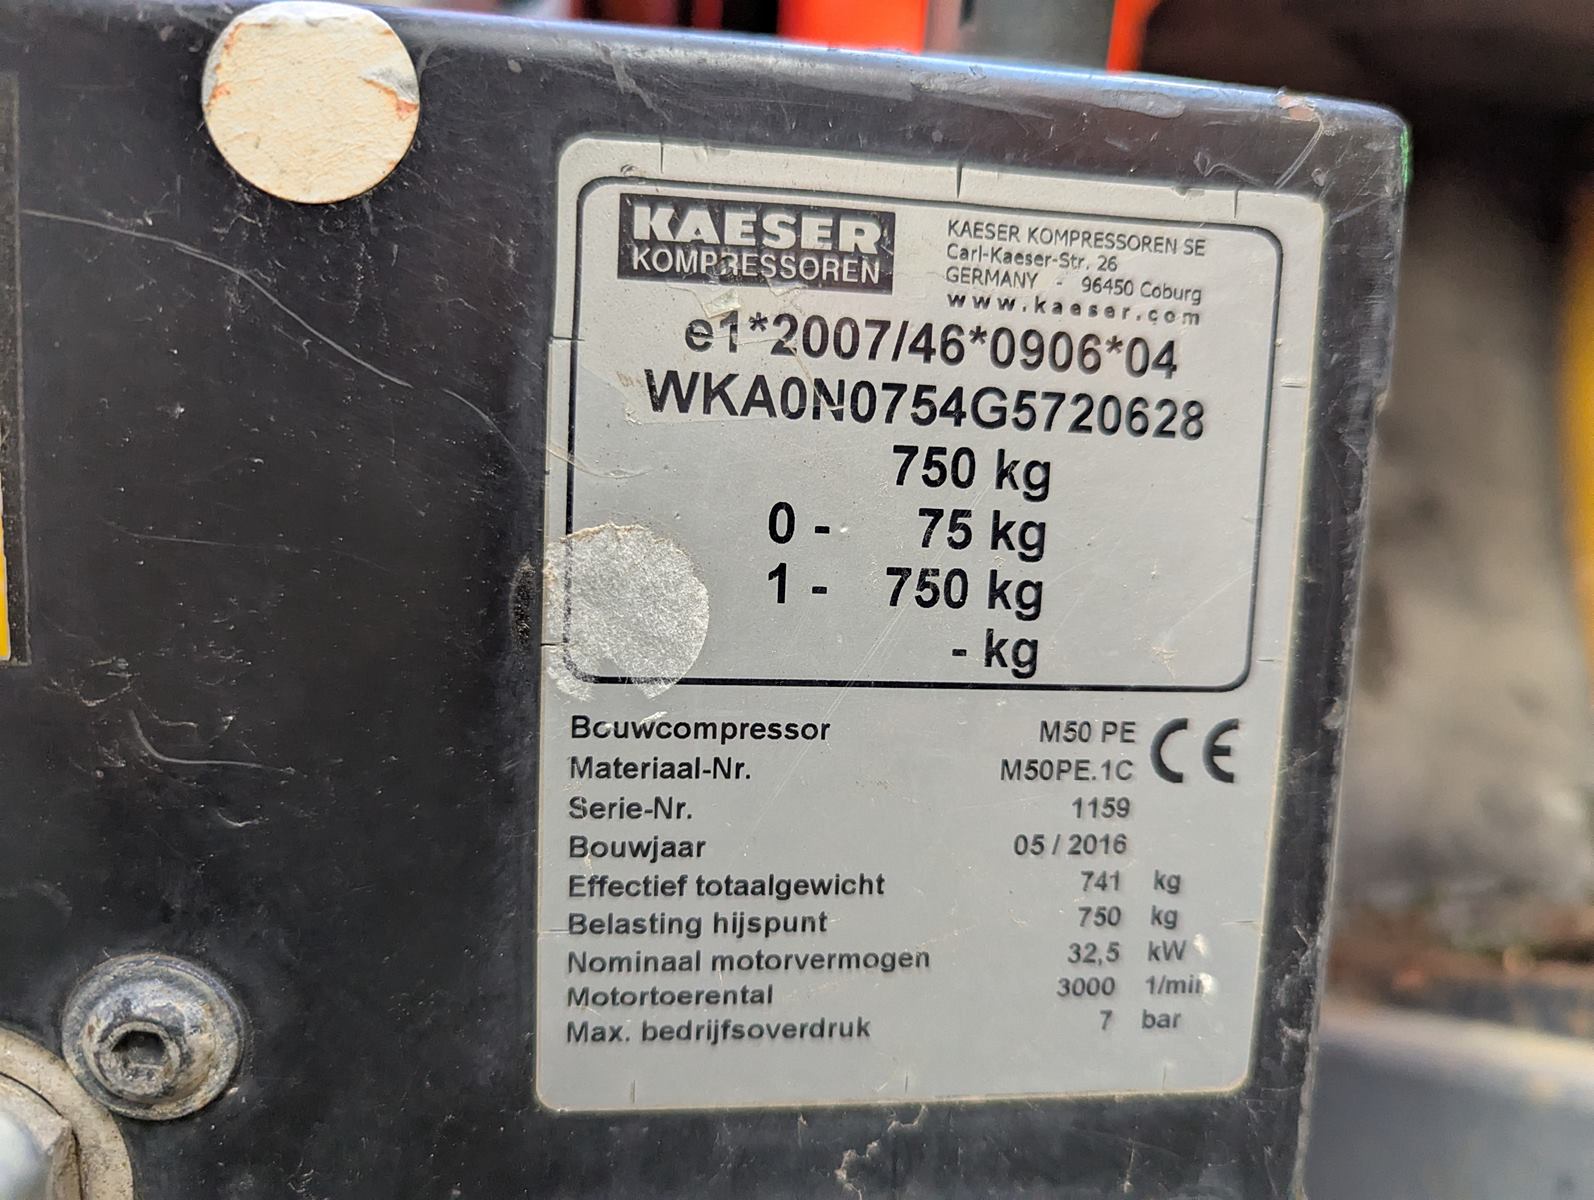 KAESER
KOMPRESSOREN
KAESER KOMPRESSOREN SE
Carl-Kaeser-Str. 26
GERMANY - 96450 Coburg
www.kaeser.com
e1*2007/46*0906*04
WKA0N0754G5720628
750 kg
0 - 75 kg
1 - 750 kg
- kg
Bouwcompressor M50 PE CE
Materiaal-Nr. M50PE.1C
Serie-Nr. 1159
Bouwjaar 05 / 2016
Effectief totaalgewicht 741 kg
Belasting hijspunt 750 kg
Nominaal motorvermogen 32,5 kW
Motortoerental 3000 1/min
Max. bedrijfsoverdruk 7 bar